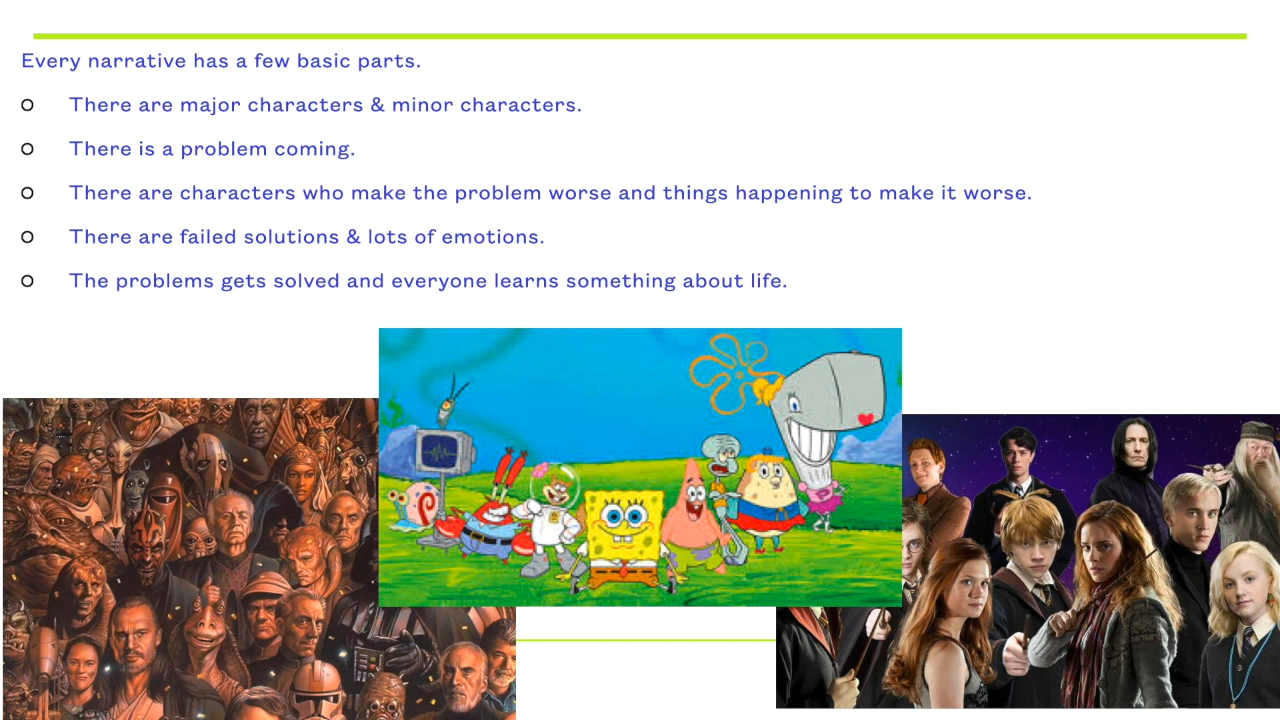 Every narrative has a few basic parts.
There are major characters & minor characters.
There is a problem coming.
There are characters who make the problem worse and things happening to make it worse.
There are failed solutions & lots of emotions.
The problems gets solved and everyone learns something about life.